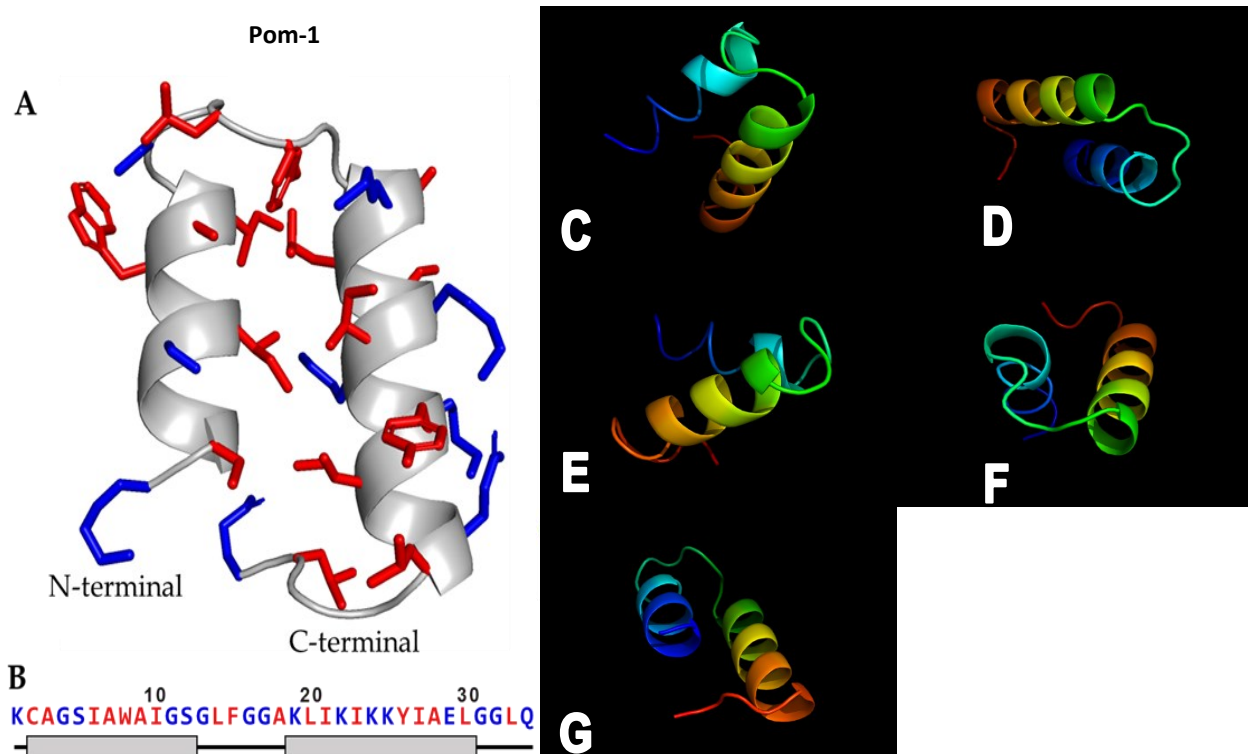 Pom-1
A
N-terminal
C-terminal
B
10 20 30
KCAGSIAWAIGSGLFGGAKLIKIKKYIAELGGLQ
C
D
E
F
G